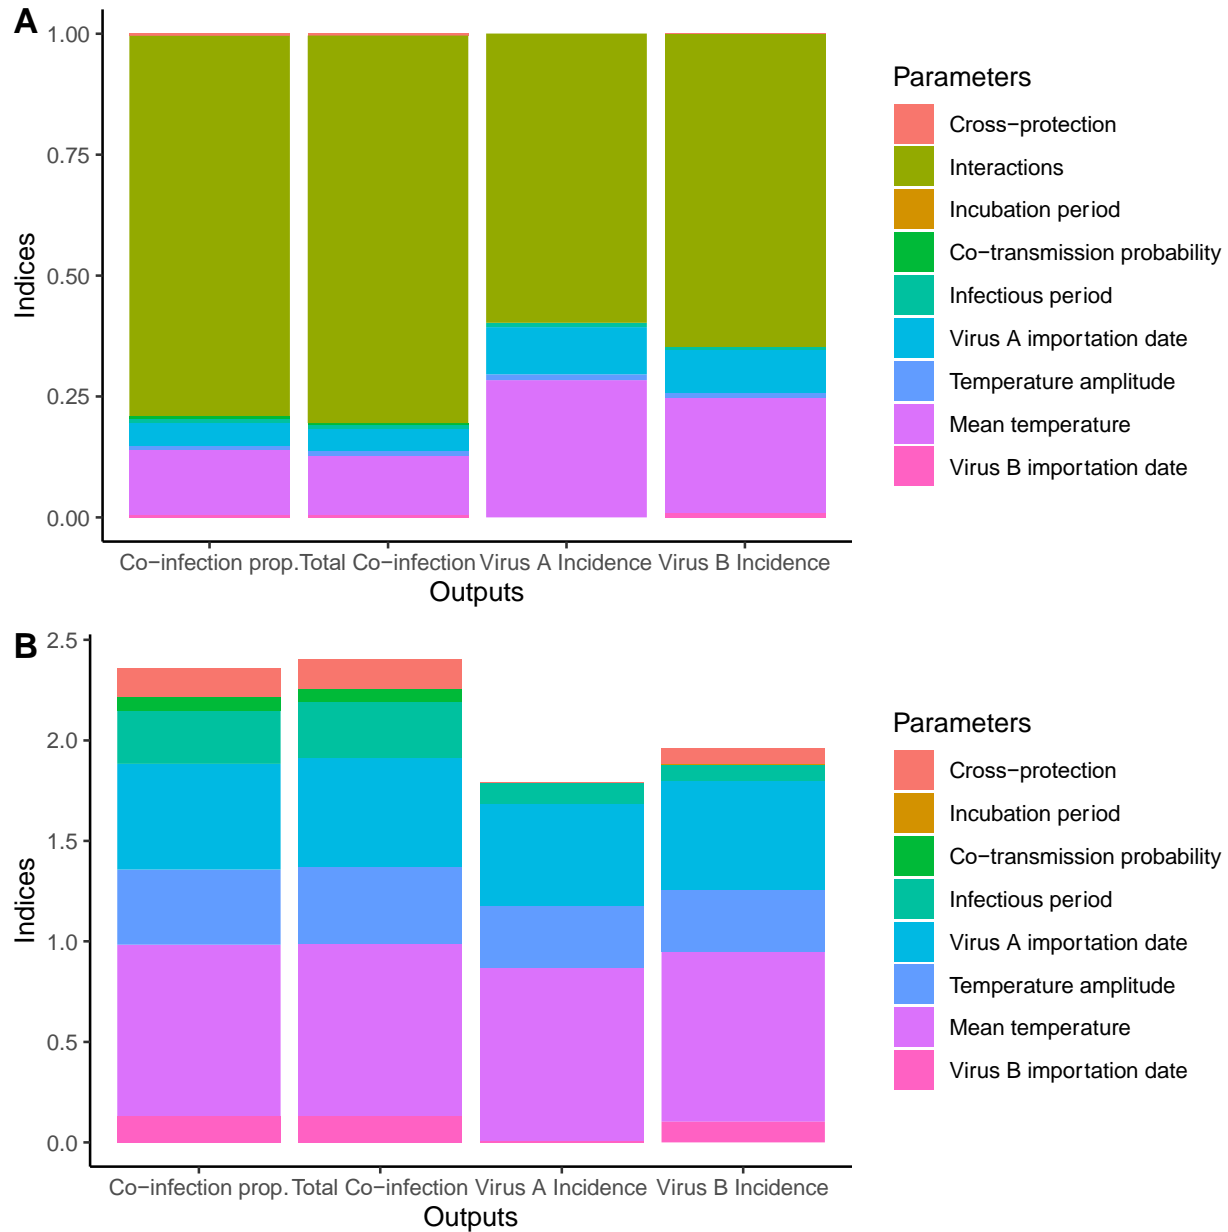 A
1.00
0.75
0.50
0.25
0.00
Indices
Co−infection prop. Total Co−infection Virus A Incidence Virus B Incidence
Outputs
Parameters
Cross−protection
Interactions
Incubation period
Co−transmission probability
Infectious period
Virus A importation date
Temperature amplitude
Mean temperature
Virus B importation date
B
2.5
2.0
1.5
1.0
0.5
0.0
Indices
Co−infection prop. Total Co−infection Virus A Incidence Virus B Incidence
Outputs
Parameters
Cross−protection
Incubation period
Co−transmission probability
Infectious period
Virus A importation date
Temperature amplitude
Mean temperature
Virus B importation date